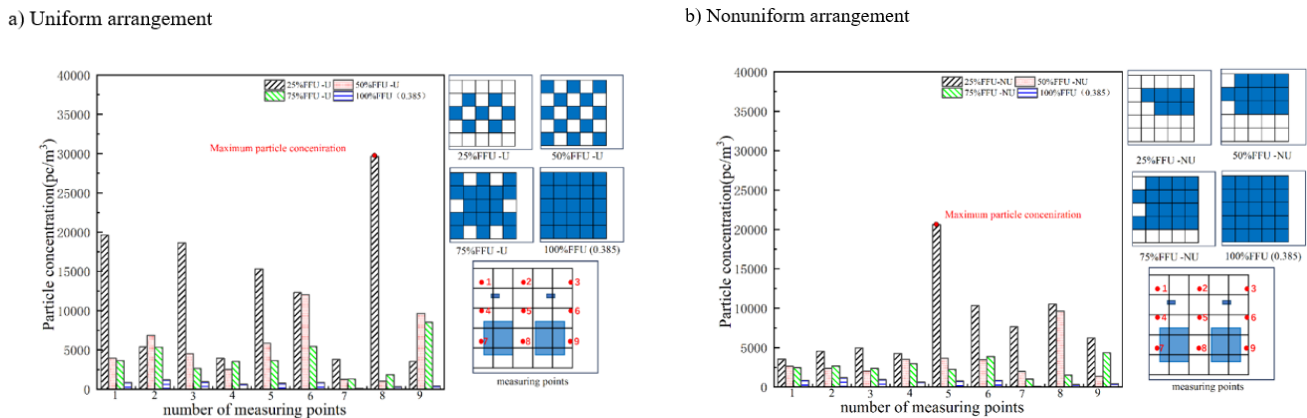 a) Uniform arrangement
b) Nonuniform arrangement
Particle concentration(pc/m³)
40000
35000
30000
25000
20000
15000
10000
5000
0
25%FFU -U
50%FFU -U
75%FFU -U
100%FFU（0.385）
Maximum particle conceniration
1 2 3 4 5 6 7 8 9
number of measuring points
25%FFU -U
50%FFU -U
75%FFU -U
100%FFU (0.385)
1 2 3
4 5 6
7 8 9
measuring points
Particle concentration(pc/m³)
40000
35000
30000
25000
20000
15000
10000
5000
0
25%FFU -NU
50%FFU -NU
75%FFU -NU
100%FFU（0.385）
Maximum particle conceniration
1 2 3 4 5 6 7 8 9
number of measuring points
25%FFU -NU
50%FFU -NU
75%FFU -NU
100%FFU (0.385)
1 2 3
4 5 6
7 8 9
measuring points